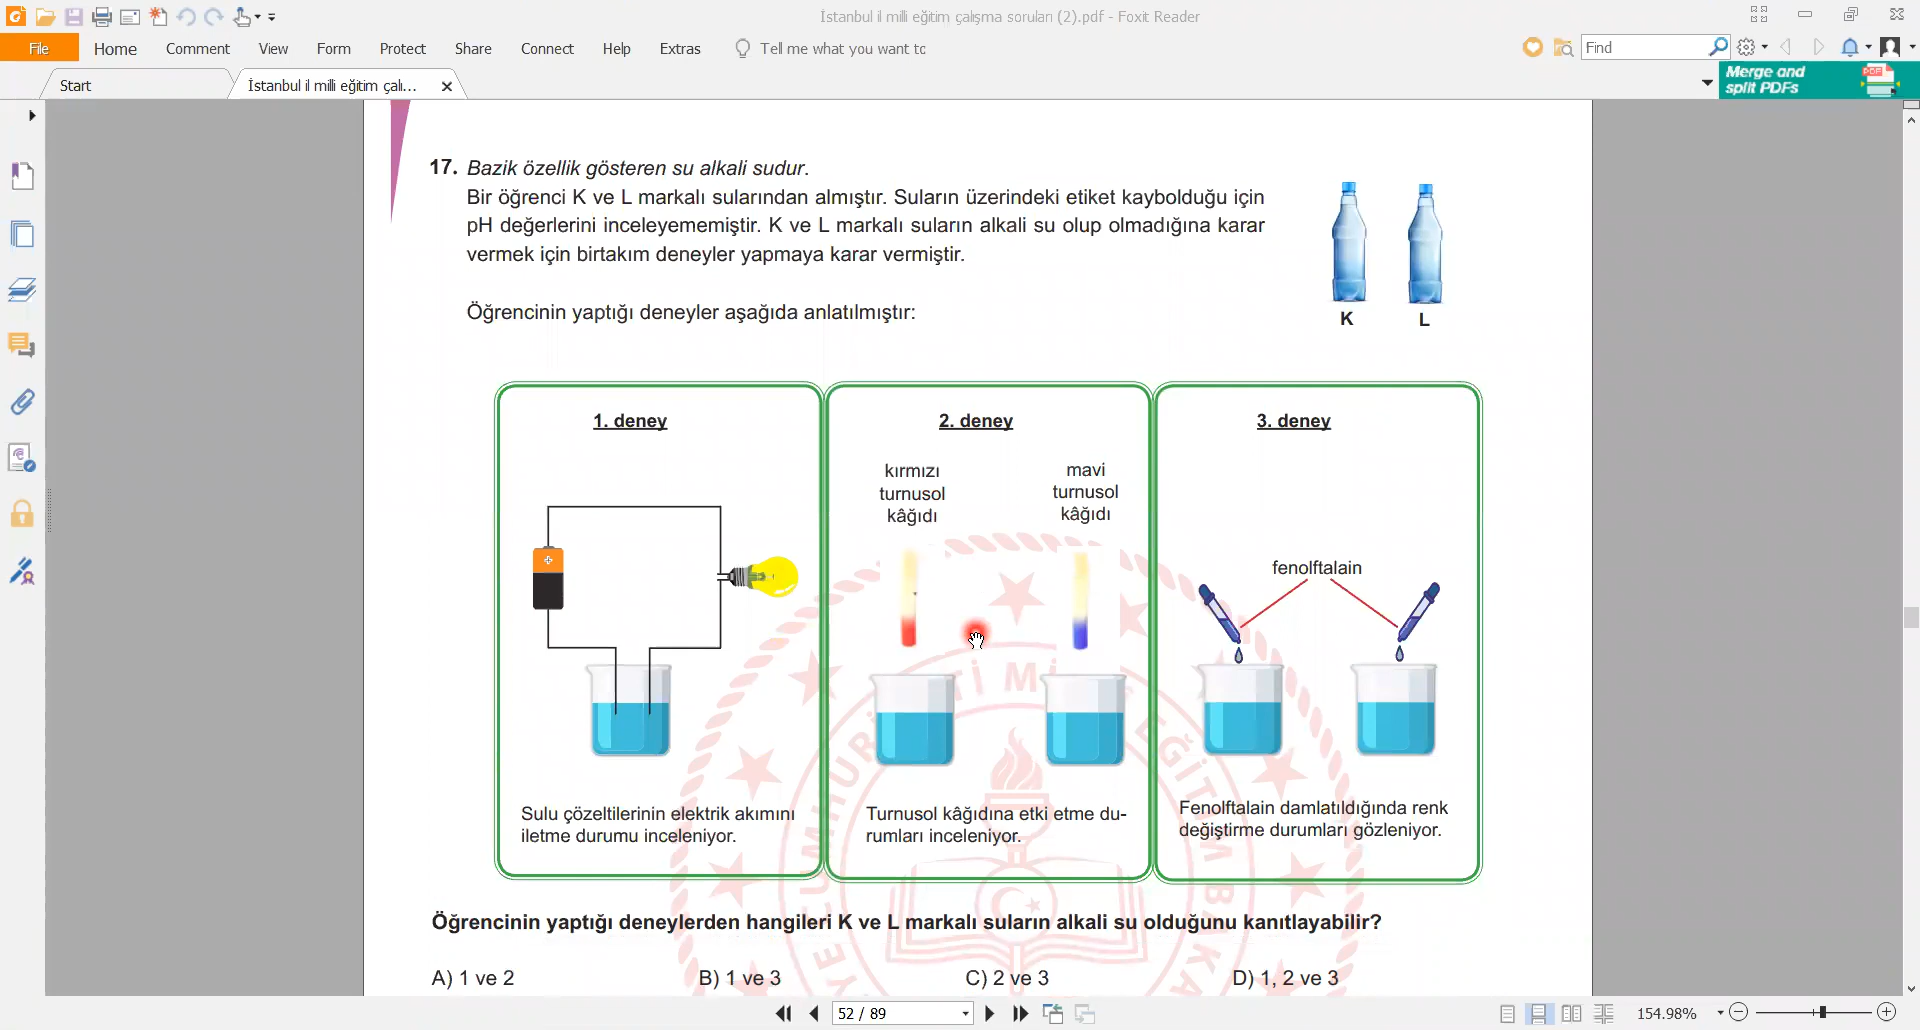 İstanbul il milli eğitim çalışma soruları (2).pdf - Foxit Reader
File Home Comment View Form Protect Share Connect Help Extras Tell me what you want to Find
Start İstanbul il milli eğitim çalı... Merge and
split PDFs
PDF
17. Bazik özellik gösteren su alkali sudur.
Bir öğrenci K ve L markalı sularından almıştır. Suların üzerindeki etiket kaybolduğu için
pH değerlerini inceleyememiştir. K ve L markalı suların alkali su olup olmadığına karar
vermek için birtakım deneyler yapmaya karar vermiştir.
Öğrencinin yaptığı deneyler aşağıda anlatılmıştır:
K L
1. deney
+
Sulu çözeltilerinin elektrik akımını
iletme durumu inceleniyor.
2. deney
kırmızı
turnusol
kâğıdı
mavi
turnusol
kâğıdı
Turnusol kâğıdına etki etme du-
rumları inceleniyor.
3. deney
fenolftalain
Fenolftalain damlatıldığında renk
değiştirme durumları gözleniyor.
Öğrencinin yaptığı deneylerden hangileri K ve L markalı suların alkali su olduğunu kanıtlayabilir?
A) 1 ve 2 B) 1 ve 3 C) 2 ve 3 D) 1, 2 ve 3
52 / 89 154.98%